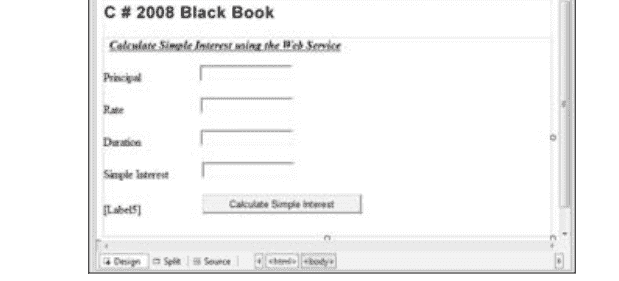 C # 2008 Black Book
Calculate Simple Interest using the Web Service
Principal
Rate
Duration
Simple Interest
[Label5]
Calculate Simple Interest
Design Split Source <html> <body>